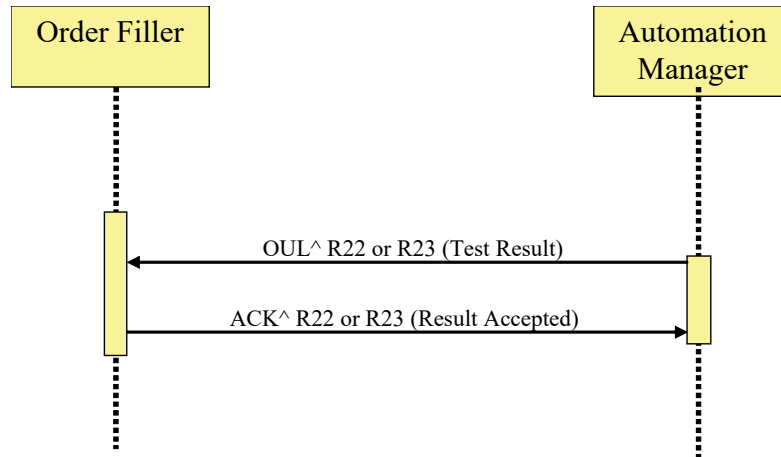 Order Filler
Automation
Manager
OUL^ R22 or R23 (Test Result)
ACK^ R22 or R23 (Result Accepted)